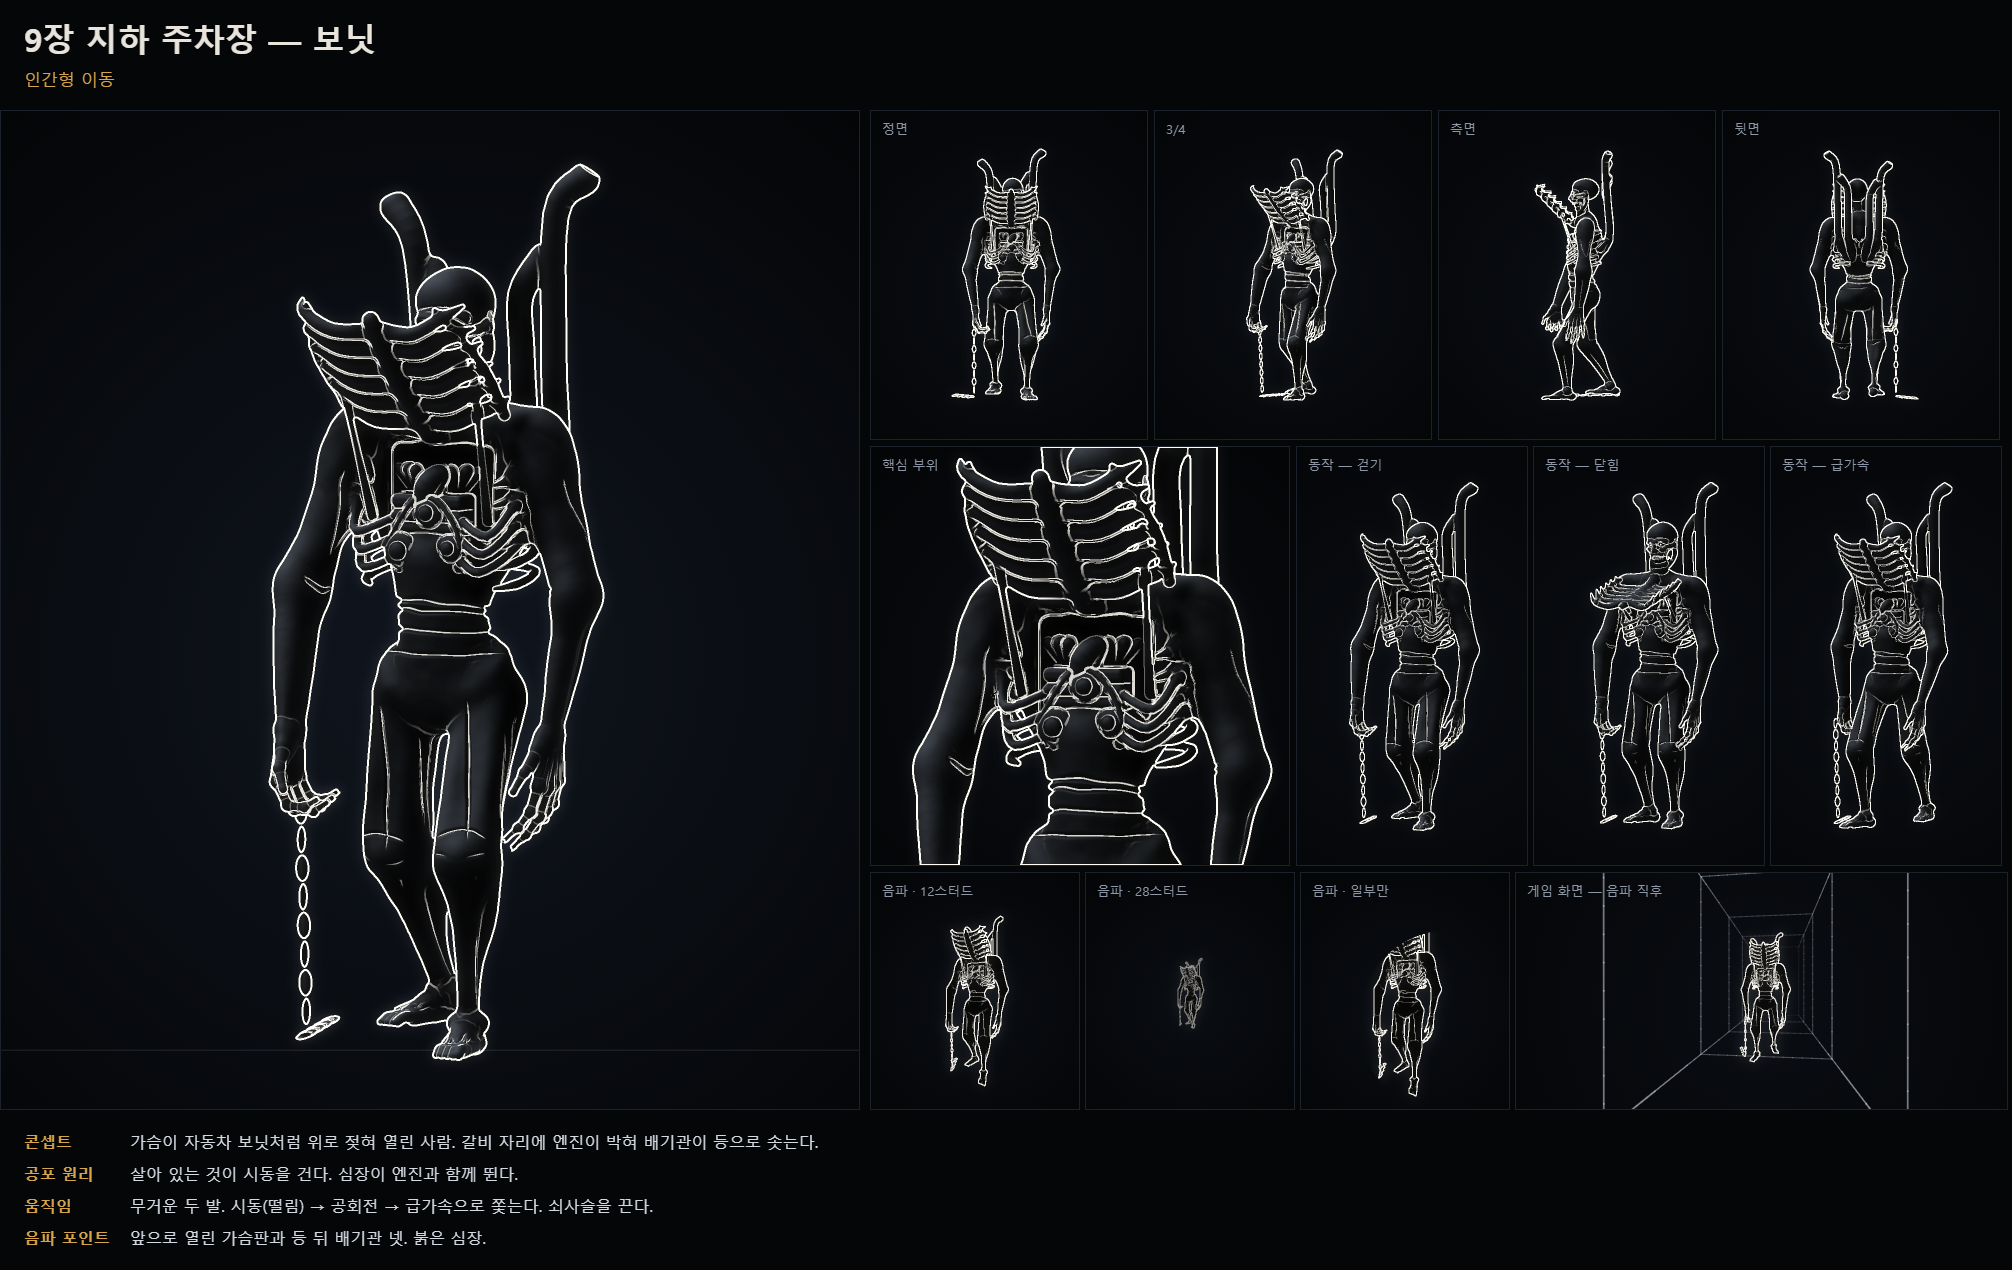 9장 지하 주차장 — 보닛
인간형 이동
정면
3/4
측면
뒷면
핵심 부위
동작 — 걷기
동작 — 닫힘
동작 — 급가속
음파 · 12스터드
음파 · 28스터드
음파 · 일부만
게임 화면 — 음파 직후
콘셉트 가슴이 자동차 보닛처럼 위로 젖혀 열린 사람. 갈비 자리에 엔진이 박혀 배기관이 등으로 솟는다.
공포 원리 살아 있는 것이 시동을 건다. 심장이 엔진과 함께 뛴다.
움직임 무거운 두 발. 시동(떨림) → 공회전 → 급가속으로 쫓는다. 쇠사슬을 끈다.
음파 포인트 앞으로 열린 가슴판과 등 뒤 배기관 넷. 붉은 심장.